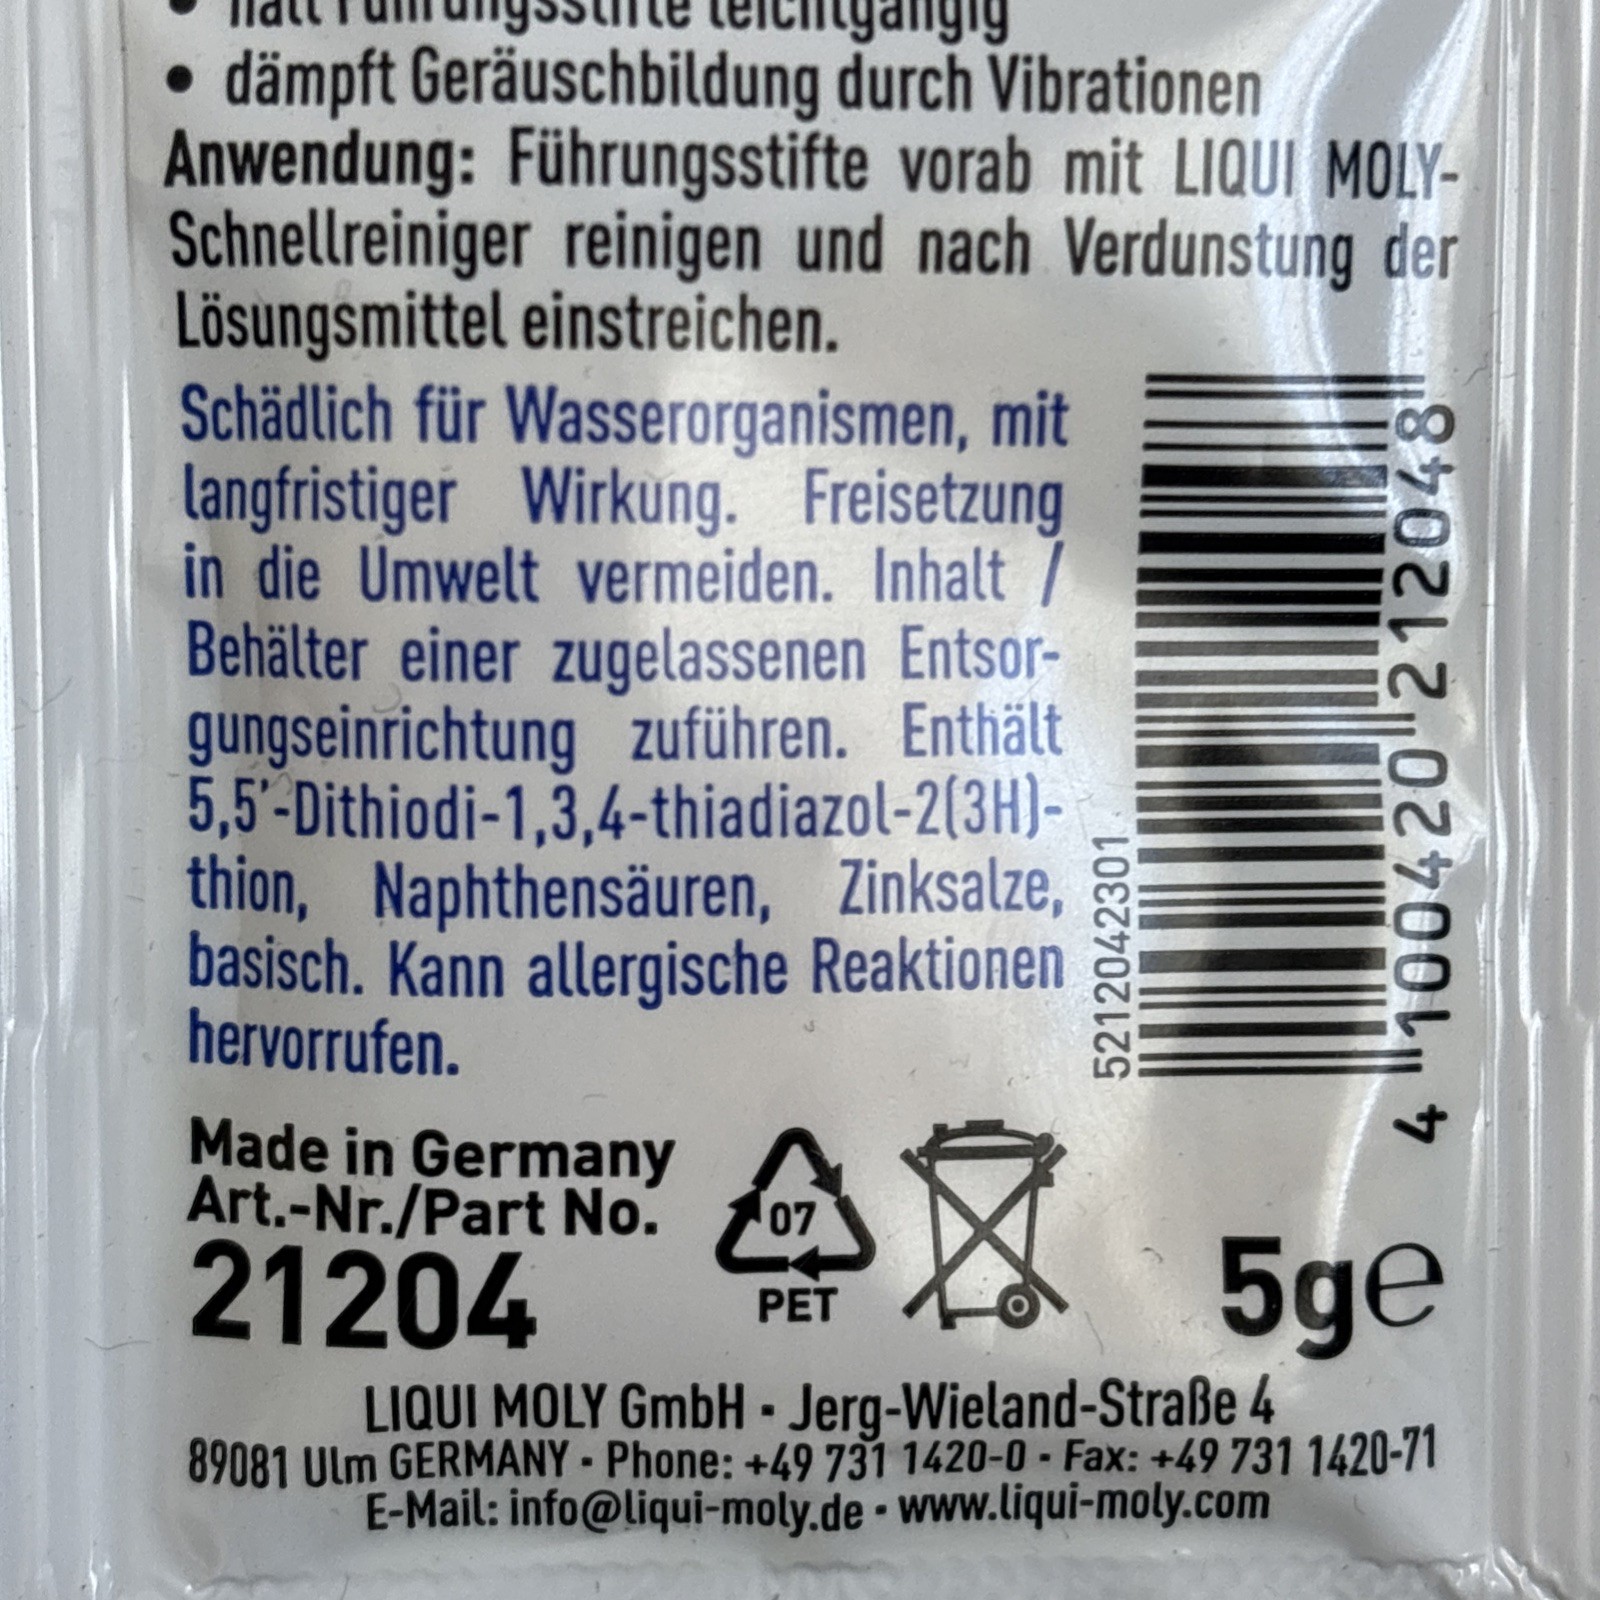 • hält Führungsstifte leichtgängig
• dämpft Geräuschbildung durch Vibrationen
Anwendung: Führungsstifte vorab mit LIQUI MOLY-
Schnellreiniger reinigen und nach Verdunstung der
Lösungsmittel einstreichen.
Schädlich für Wasserorganismen, mit
langfristiger Wirkung. Freisetzung
in die Umwelt vermeiden. Inhalt /
Behälter einer zugelassenen Entsor-
gungseinrichtung zuführen. Enthält
5,5'-Dithiodi-1,3,4-thiadiazol-2(3H)-
thion, Naphthensäuren, Zinksalze,
basisch. Kann allergische Reaktionen
hervorrufen.
5212042301
4 100420 212048
Made in Germany
Art.-Nr./Part No.
21204
07
PET
5g℮
LIQUI MOLY GmbH ▪ Jerg-Wieland-Straße 4
89081 Ulm GERMANY ▪ Phone: +49 731 1420-0 ▪ Fax: +49 731 1420-71
E-Mail: info@liqui-moly.de ▪ www.liqui-moly.com